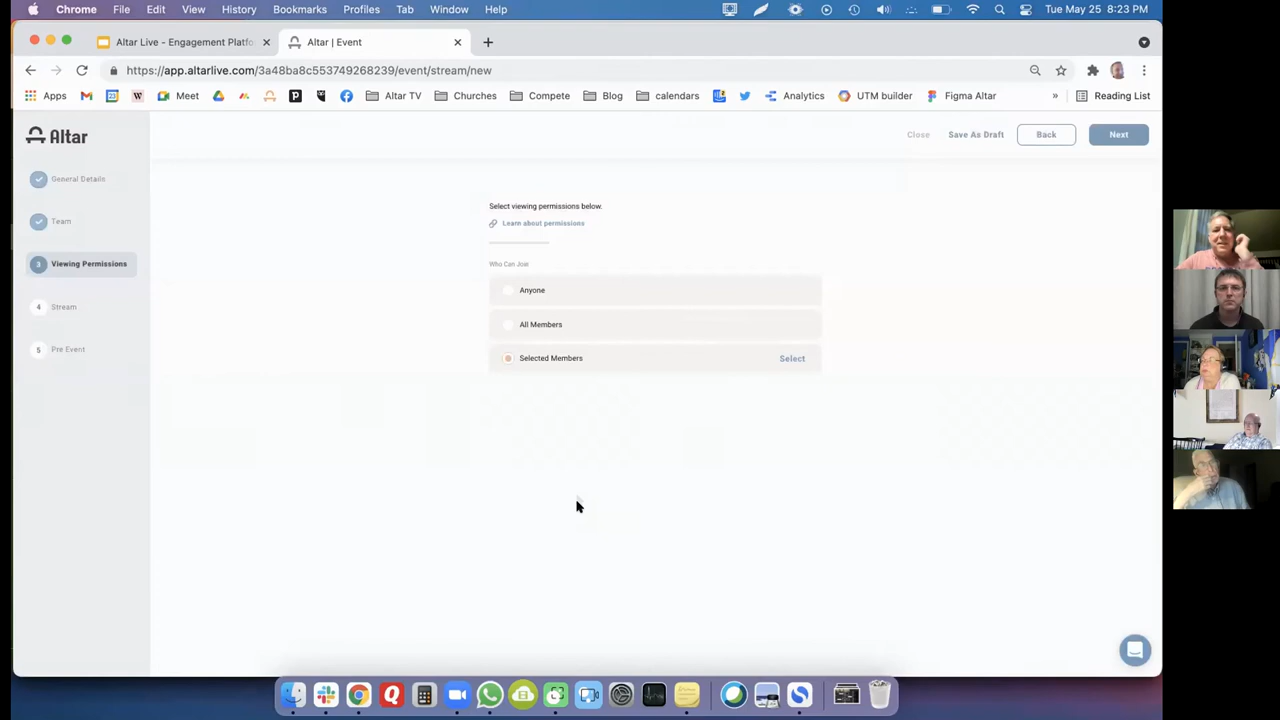 Chrome File Edit View History Bookmarks Profiles Tab Window Help Tue May 25 8:23 PM
Altar Live - Engagement Platfo Altar | Event
https://app.altarlive.com/3a48ba8c553749268239/event/stream/new
Apps Meet Altar TV Churches Compete Blog calendars Analytics UTM builder Figma Altar » Reading List
Altar
Close Save As Draft Back Next
General Details
Team
3 Viewing Permissions
4 Stream
5 Pre Event
Select viewing permissions below.
Learn about permissions
Who Can Join
Anyone
All Members
Selected Members Select